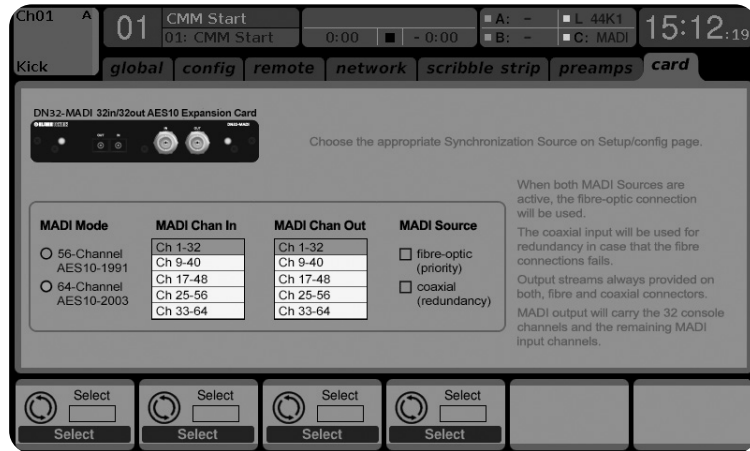 Ch01 A
Kick
01
CMM Start
01: CMM Start
0:00 - 0:00
A: -
B: -
L 44K1
C: MADI
15:12:19
global config remote network scribble strip preamps card
DN32-MADI 32in/32out AES10 Expansion Card
OUT IN
IN OUT
DN32-MADI
Choose the appropriate Synchronization Source on Setup/config page.
MADI Mode
56-Channel
AES10-1991
64-Channel
AES10-2003
MADI Chan In
Ch 1-32
Ch 9-40
Ch 17-48
Ch 25-56
Ch 33-64
MADI Chan Out
Ch 1-32
Ch 9-40
Ch 17-48
Ch 25-56
Ch 33-64
MADI Source
fibre-optic
(priority)
coaxial
(redundancy)
When both MADI Sources are
active, the fibre-optic connection
will be used.
The coaxial input will be used for
redundancy in case that the fibre
connections fails.
Output streams always provided on
both, fibre and coaxial connectors.
MADI output will carry the 32 console
channels and the remaining MADI
input channels.
Select
Select
Select
Select
Select
Select
Select
Select